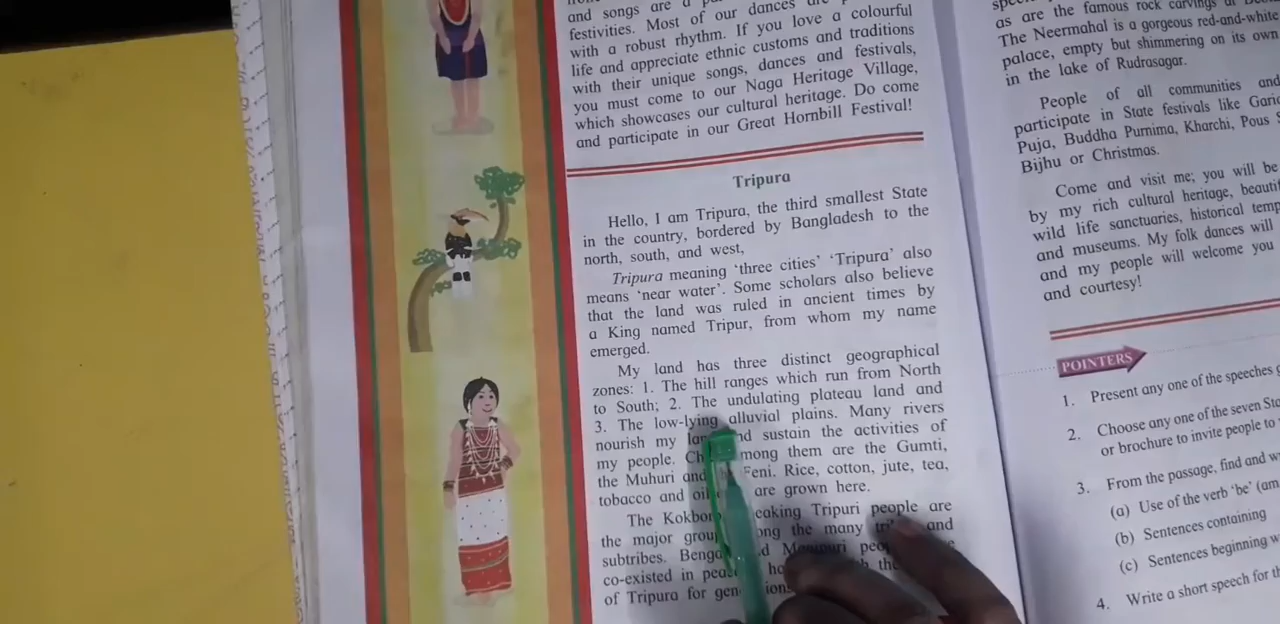 and songs are a
festivities. Most of our dances are
with a robust rhythm. If you love a colourful
life and appreciate ethnic customs and traditions
with their unique songs, dances and festivals,
you must come to our Naga Heritage Village,
which showcases our cultural heritage. Do come
and participate in our Great Hornbill Festival!
Tripura
Hello, I am Tripura, the third smallest State
in the country, bordered by Bangladesh to the
north, south, and west,
Tripura meaning 'three cities' 'Tripura' also
means 'near water'. Some scholars also believe
that the land was ruled in ancient times by
a King named Tripur, from whom my name
emerged.
My land has three distinct geographical
zones: 1. The hill ranges which run from North
to South; 2. The undulating plateau land and
3. The low-lying alluvial plains. Many rivers
nourish my sustain the activities of
my people. them are the Gumti,
the Muhuri and Feni. Rice, cotton, jute, tea,
tobacco and are grown here.
The Tripuri people are
the major the many and
subtribes.
co-existed in
of Tripura for
as are the famous rock carvings at
The Neermahal is a gorgeous red-and-white
palace, empty but shimmering on its own
in the lake of Rudrasagar.
People of all communities and
participate in State festivals like
Puja, Buddha Purnima, Kharchi, Pous
Bijhu or Christmas.
Come and visit me; you will be
by my rich cultural heritage,
wild life sanctuaries, historical
and museums. My folk dances will
and my people will welcome you
and courtesy!
POINTERS
1. Present any one of the speeches
2. Choose any one of the seven
or brochure to invite people to
3. From the passage, find and
(a) Use of the verb 'be' (am
(b) Sentences containing
(c) Sentences beginning
4. Write a short speech for